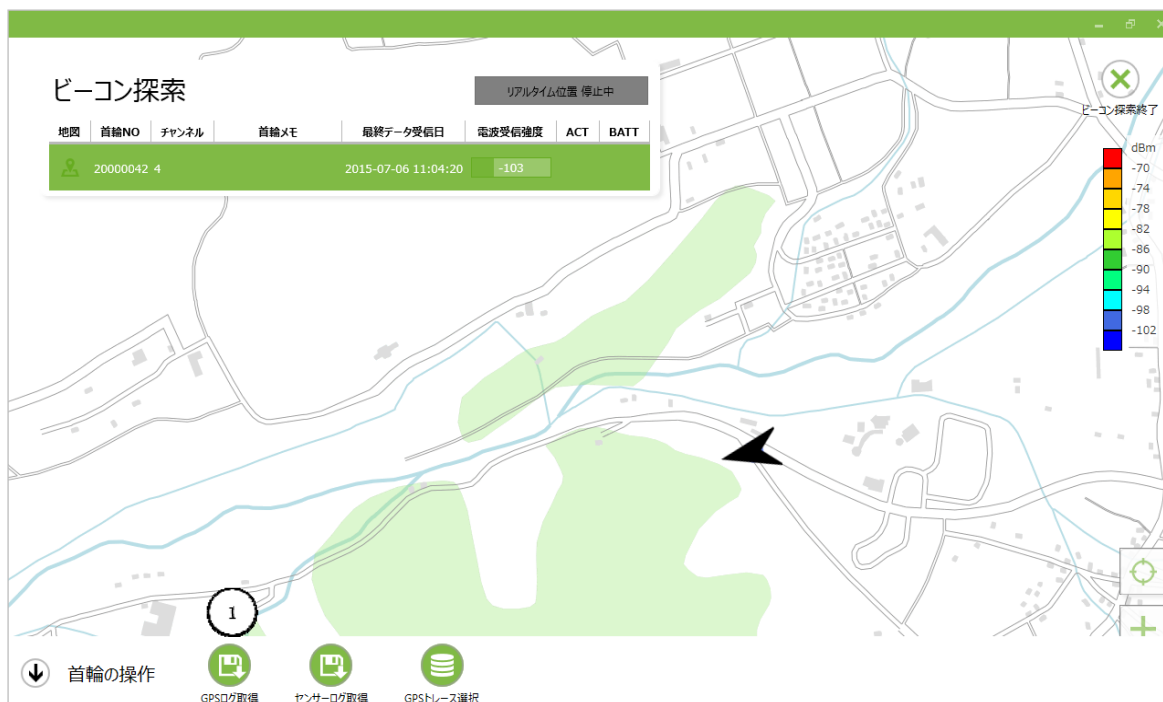 ビーコン探索
リアルタイム位置 停止中
ビーコン探索終了
地図 首輪NO チャンネル 首輪メモ 最終データ受信日 電波受信強度 ACT BATT
20000042 4 2015-07-06 11:04:20 -103
dBm
-70
-74
-78
-82
-86
-90
-94
-98
-102
1
首輪の操作
GPSログ取得 センサーログ取得 GPSトレース選択